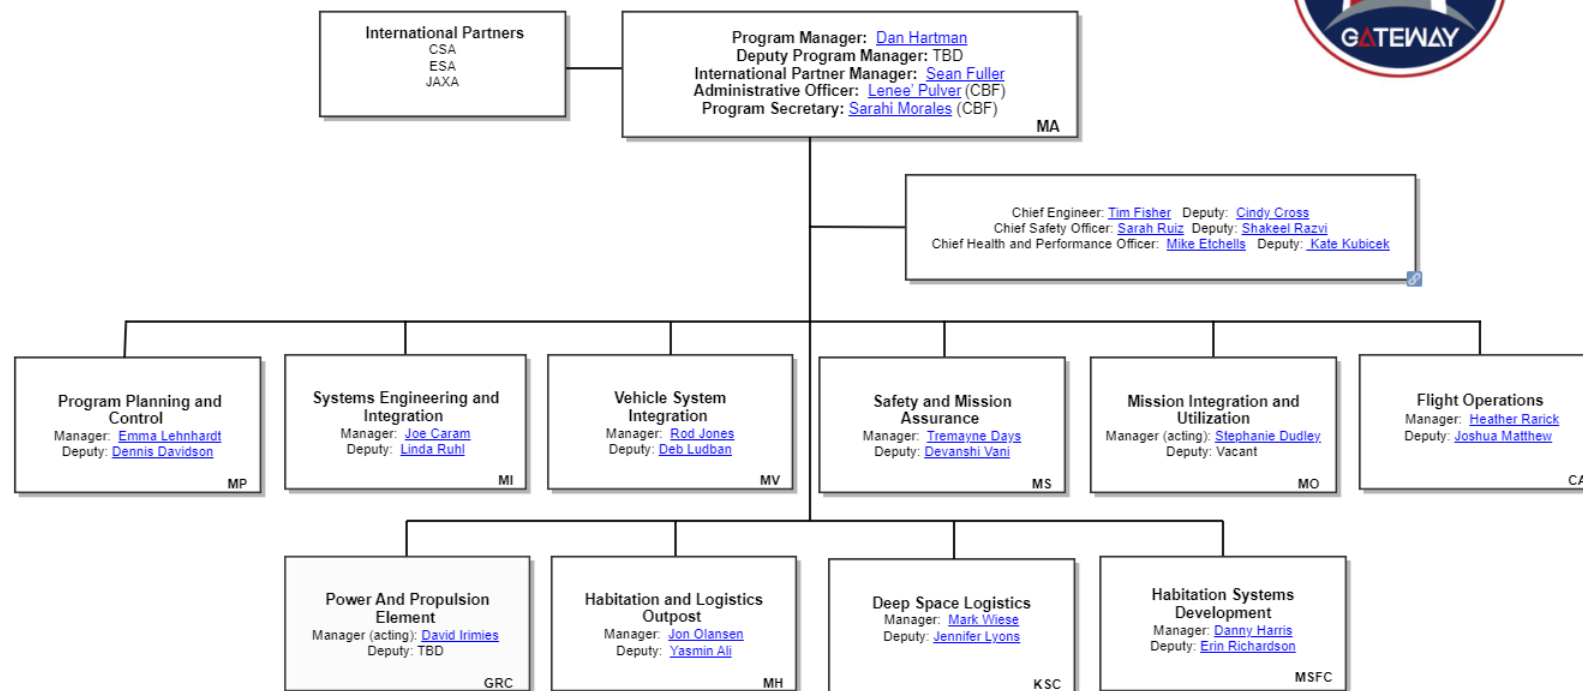 GATEWAY
International Partners
CSA
ESA
JAXA
Program Manager: Dan Hartman
Deputy Program Manager: TBD
International Partner Manager: Sean Fuller
Administrative Officer: Lenee' Pulver (CBF)
Program Secretary: Sarahi Morales (CBF)
MA
Chief Engineer: Tim Fisher Deputy: Cindy Cross
Chief Safety Officer: Sarah Ruiz Deputy: Shakeel Razvi
Chief Health and Performance Officer: Mike Etchells Deputy: Kate Kubicek
Program Planning and
Control
Manager: Emma Lehnhardt
Deputy: Dennis Davidson
MP
Systems Engineering and
Integration
Manager: Joe Caram
Deputy: Linda Ruhl
MI
Vehicle System
Integration
Manager: Rod Jones
Deputy: Deb Ludban
MV
Safety and Mission
Assurance
Manager: Tremayne Days
Deputy: Devanshi Vani
MS
Mission Integration and
Utilization
Manager (acting): Stephanie Dudley
Deputy: Vacant
MO
Flight Operations
Manager: Heather Rarick
Deputy: Joshua Matthew
CA
Power And Propulsion
Element
Manager (acting): David Irimies
Deputy: TBD
GRC
Habitation and Logistics
Outpost
Manager: Jon Olansen
Deputy: Yasmin Ali
MH
Deep Space Logistics
Manager: Mark Wiese
Deputy: Jennifer Lyons
KSC
Habitation Systems
Development
Manager: Danny Harris
Deputy: Erin Richardson
MSFC